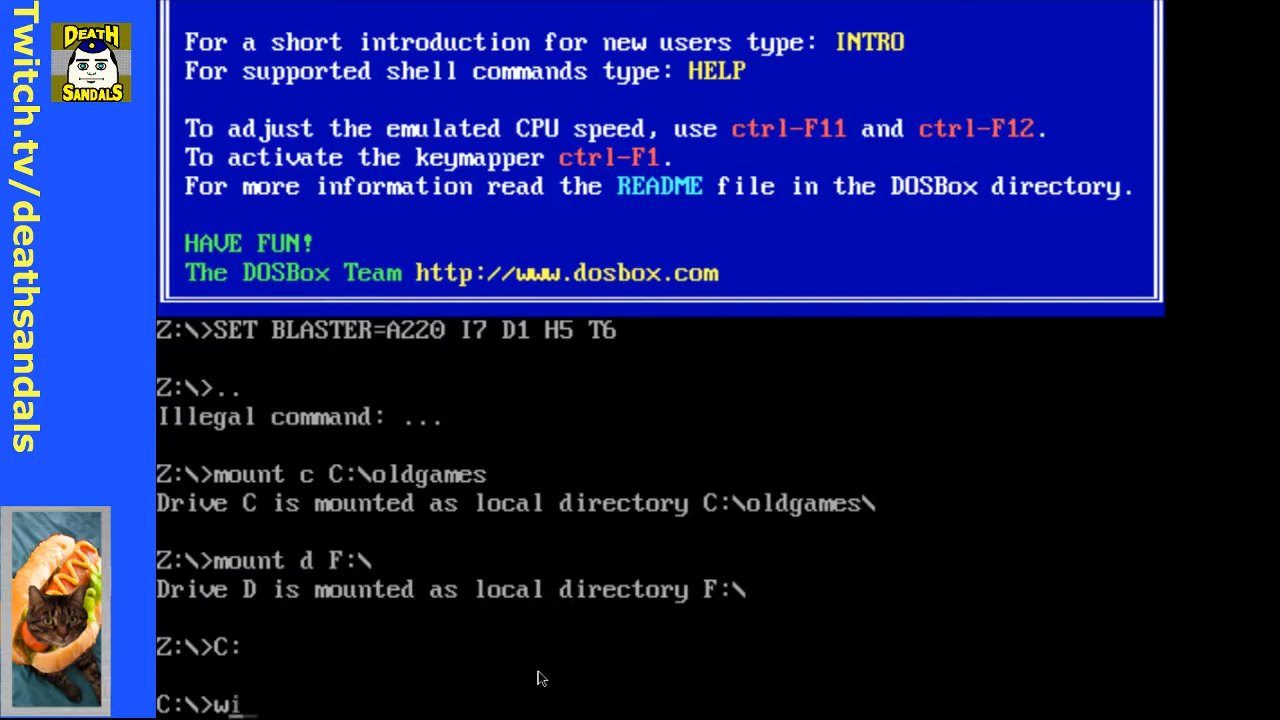 Twitch.tv/deathsandals
DEATH
SANDALS
For a short introduction for new users type: INTRO
For supported shell commands type: HELP
To adjust the emulated CPU speed, use ctrl-F11 and ctrl-F12.
To activate the keymapper ctrl-F1.
For more information read the README file in the DOSBox directory.
HAVE FUN!
The DOSBox Team http://www.dosbox.com
Z:\>SET BLASTER=A220 I7 D1 H5 T6
Z:\>..
Illegal command: ...
Z:\>mount c C:\oldgames
Drive C is mounted as local directory C:\oldgames\
Z:\>mount d F:\
Drive D is mounted as local directory F:\
Z:\>C:
C:\>wi_